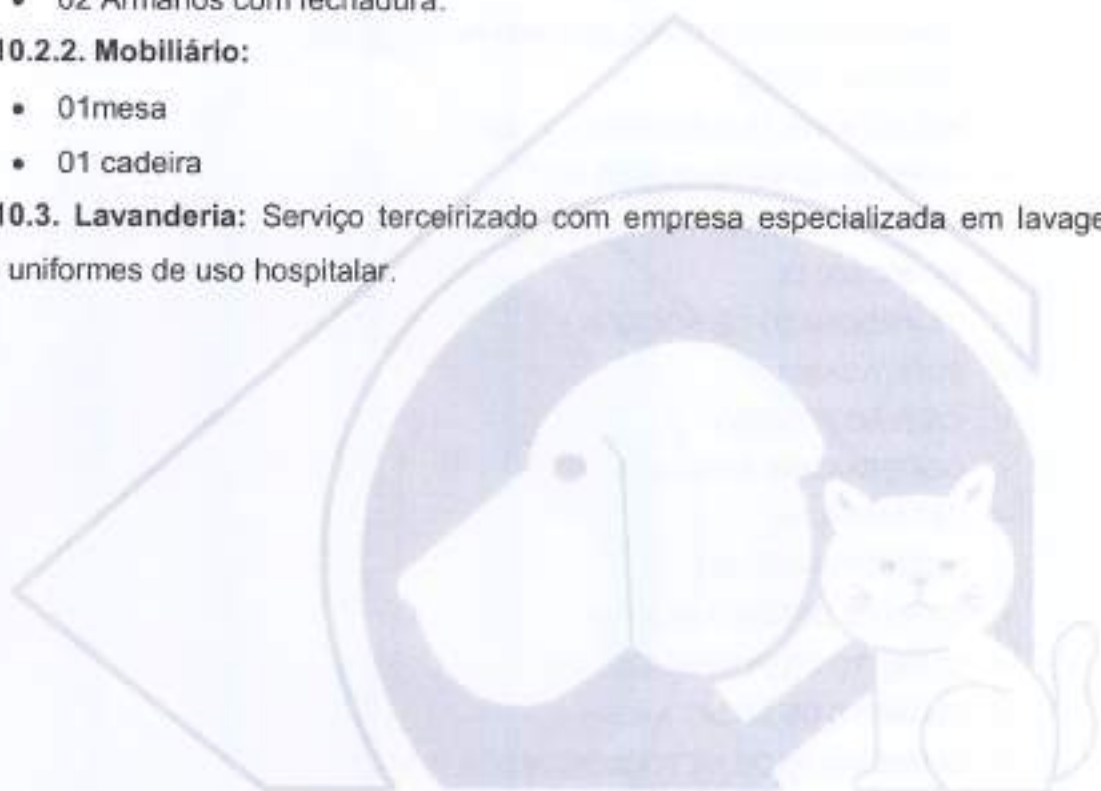 • 02 Armários com fechadura.
10.2.2. Mobiliário:
• 01mesa
• 01 cadeira
10.3. Lavanderia: Serviço terceirizado com empresa especializada em lavage
uniformes de uso hospitalar.